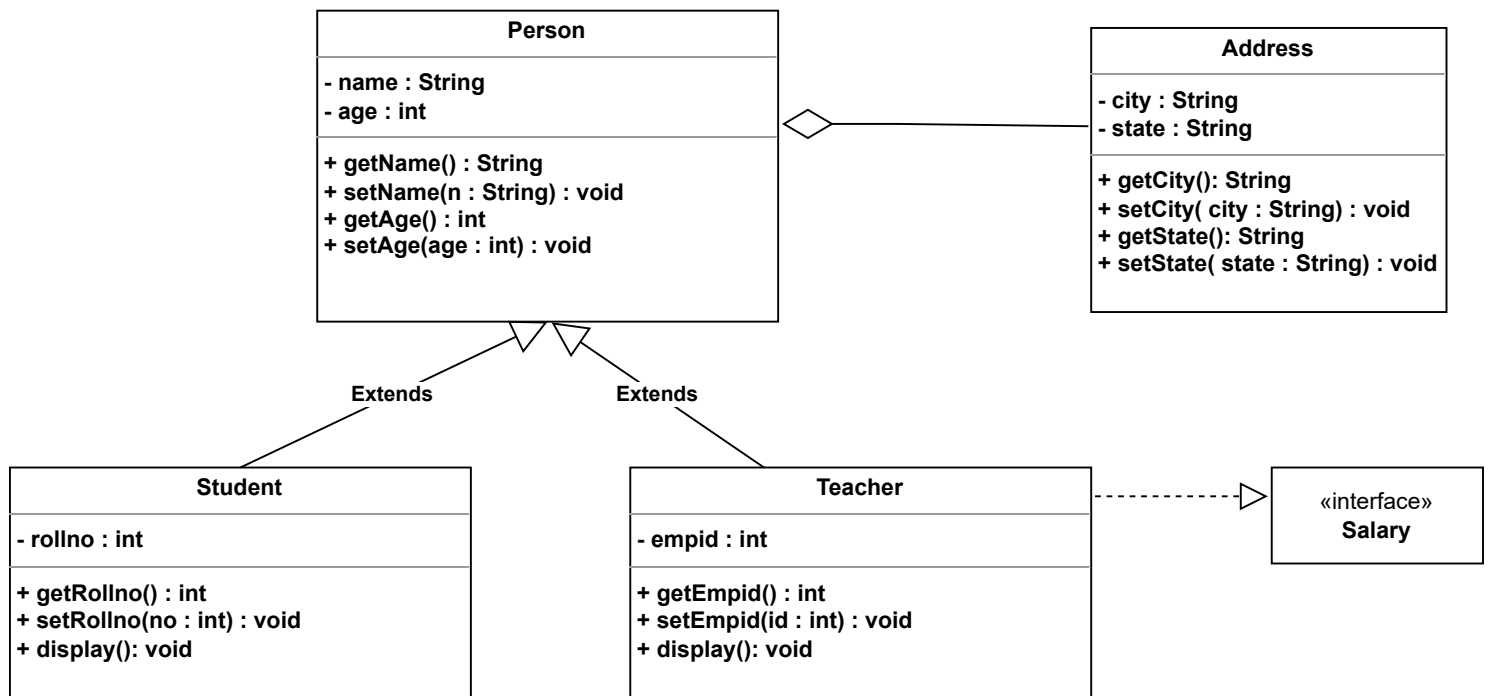 Person
- name : String
- age : int
+ getName() : String
+ setName(n : String) : void
+ getAge() : int
+ setAge(age : int) : void
Address
- city : String
- state : String
+ getCity(): String
+ setCity( city : String) : void
+ getState(): String
+ setState( state : String) : void
Extends
Extends
Student
- rollno : int
+ getRollno() : int
+ setRollno(no : int) : void
+ display(): void
Teacher
- empid : int
+ getEmpid() : int
+ setEmpid(id : int) : void
+ display(): void
«interface»
Salary